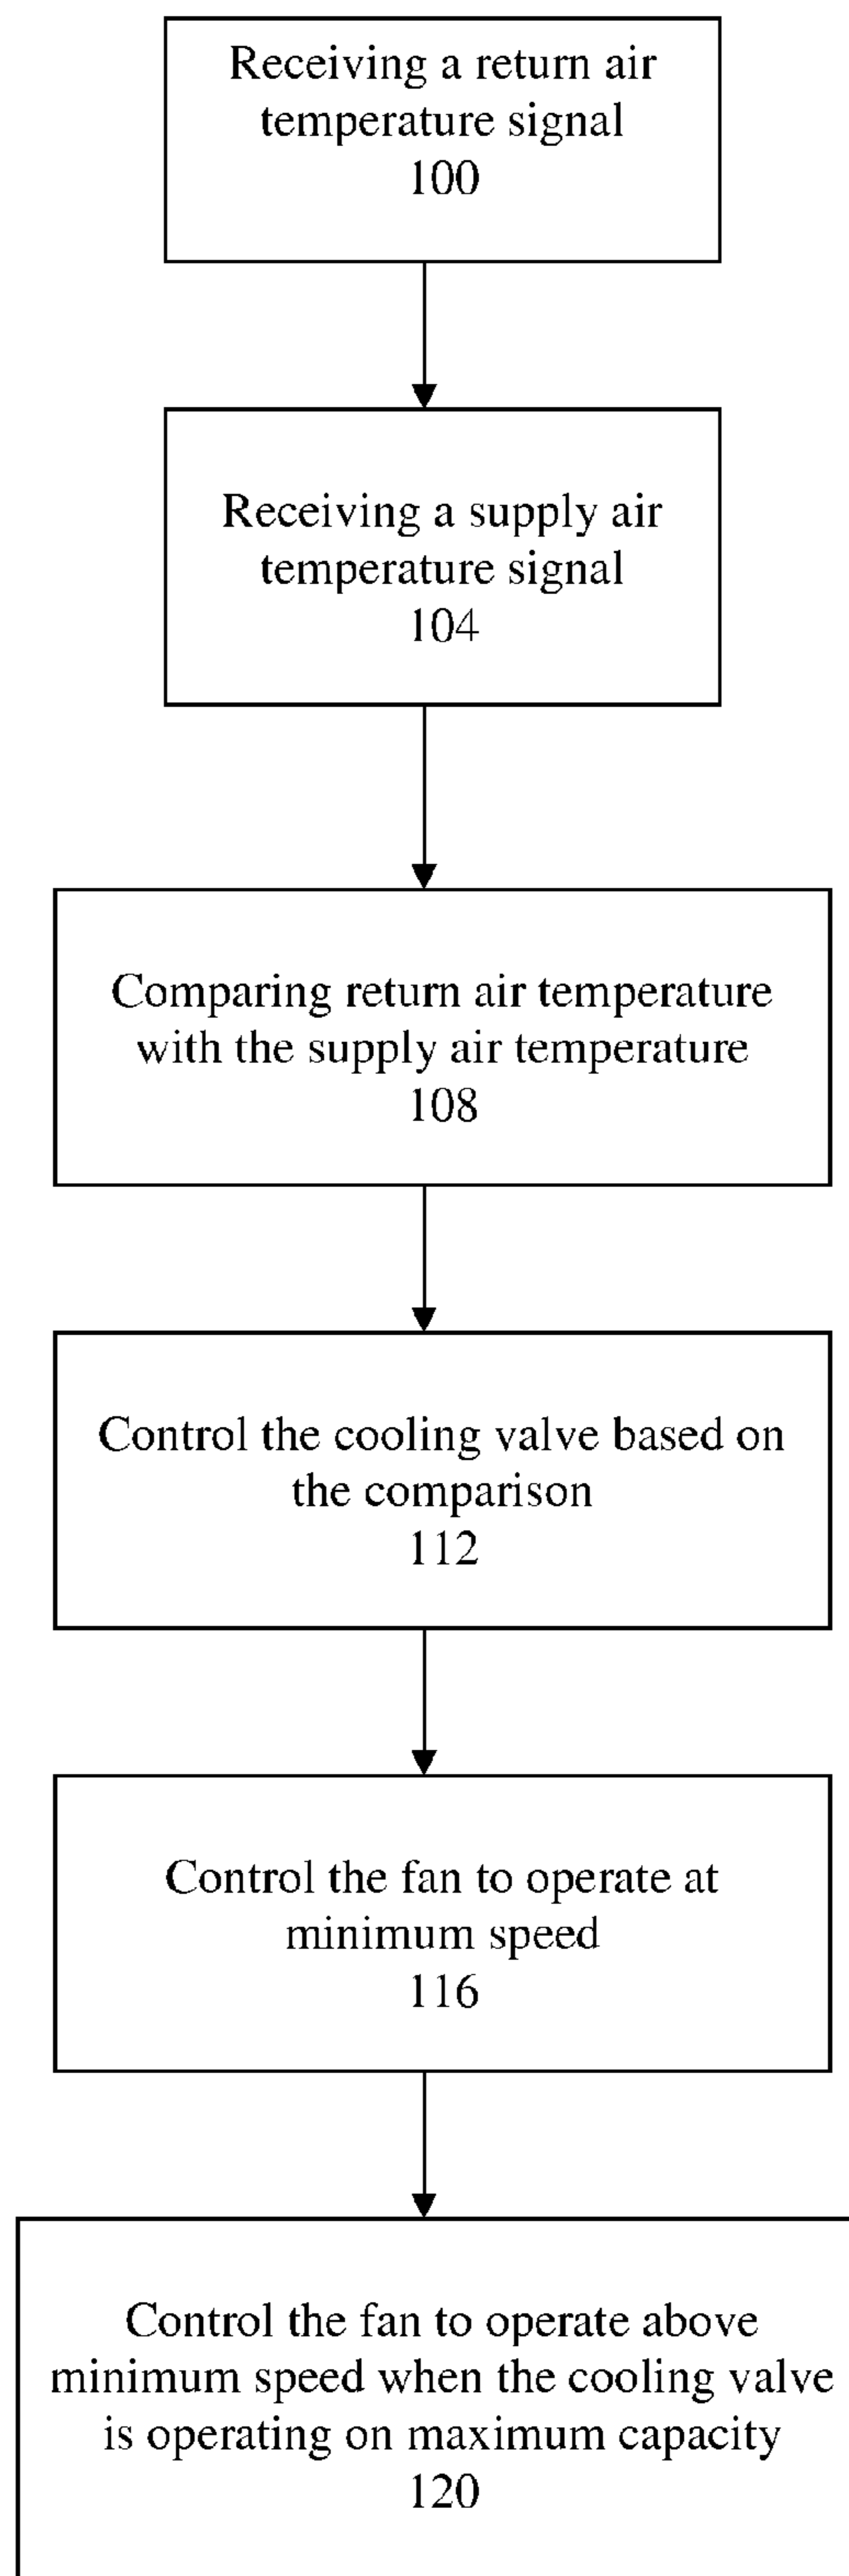 Receiving a return air
temperature signal
100
Receiving a supply air
temperature signal
104
Comparing return air temperature
with the supply air temperature
108
Control the cooling valve based on
the comparison
112
Control the fan to operate at
minimum speed
116
Control the fan to operate above
minimum speed when the cooling valve
is operating on maximum capacity
120